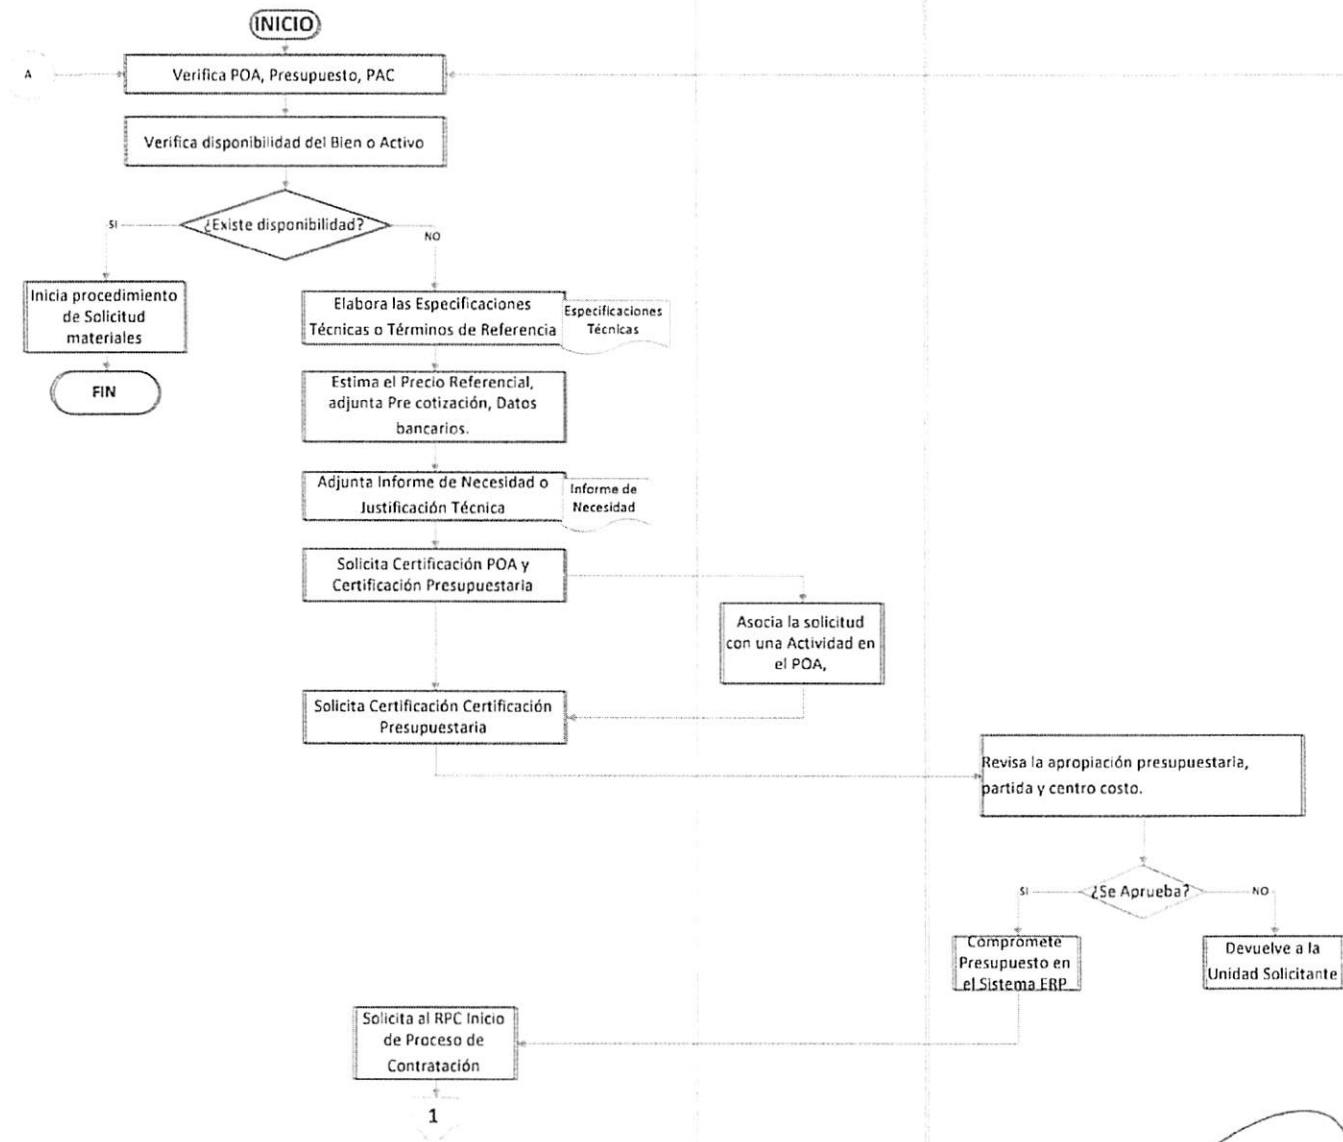 INICIO
A
Verifica POA, Presupuesto, PAC
Verifica disponibilidad del Bien o Activo
¿Existe disponibilidad?
SI
NO
Inicia procedimiento
de Solicitud
materiales
FIN
Elabora las Especificaciones
Técnicas o Términos de Referencia
Especificaciones
Técnicas
Estima el Precio Referencial,
adjunta Pre cotización, Datos
bancarios.
Adjunta Informe de Necesidad o
Justificación Técnica
Informe de
Necesidad
Solicita Certificación POA y
Certificación Presupuestaria
Asocia la solicitud
con una Actividad en
el POA,
Solicita Certificación Certificación
Presupuestaria
Revisa la apropiación presupuestaria,
partida y centro costo.
¿Se Aprueba?
SI
NO
Compromete
Presupuesto en
el Sistema ERP
Devuelve a la
Unidad Solicitante
Solicita al RPC Inicio
de Proceso de
Contratación
1